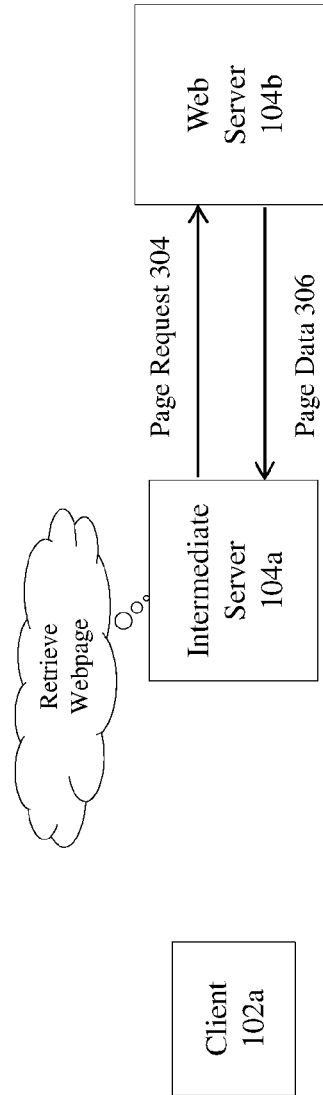 Retrieve
Webpage
Client
102a
Intermediate
Server
104a
Page Request 304
Page Data 306
Web
Server
104b